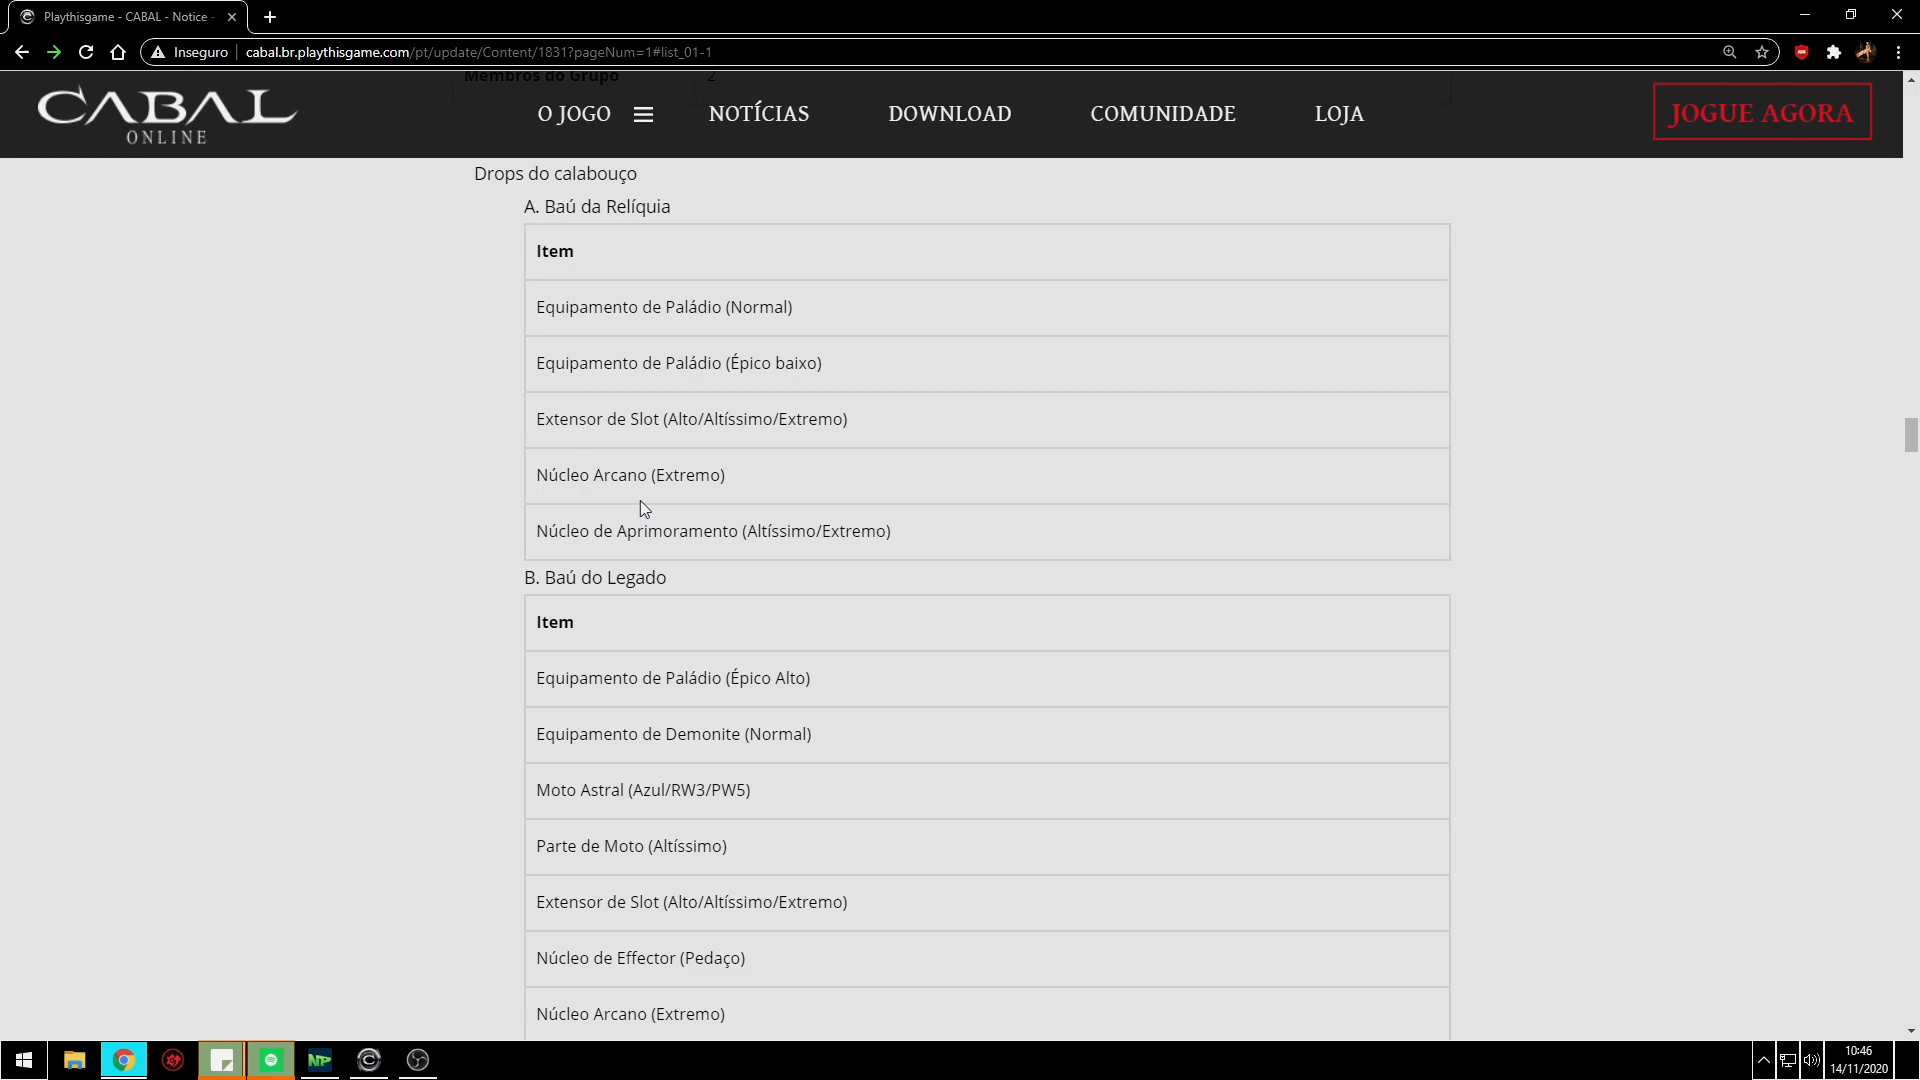 Playthisgame - CABAL - Notice -
Inseguro
cabal.br.playthisgame.com/pt/update/Content/1831?pageNum=1#list_01-1
Membros do Grupo 2
CABAL
ONLINE
O JOGO
NOTÍCIAS
DOWNLOAD
COMUNIDADE
LOJA
JOGUE AGORA
Drops do calabouço
A. Baú da Relíquia
Item
Equipamento de Paládio (Normal)
Equipamento de Paládio (Épico baixo)
Extensor de Slot (Alto/Altíssimo/Extremo)
Núcleo Arcano (Extremo)
Núcleo de Aprimoramento (Altíssimo/Extremo)
B. Baú do Legado
Item
Equipamento de Paládio (Épico Alto)
Equipamento de Demonite (Normal)
Moto Astral (Azul/RW3/PW5)
Parte de Moto (Altíssimo)
Extensor de Slot (Alto/Altíssimo/Extremo)
Núcleo de Effector (Pedaço)
Núcleo Arcano (Extremo)
NP
10:46
14/11/2020